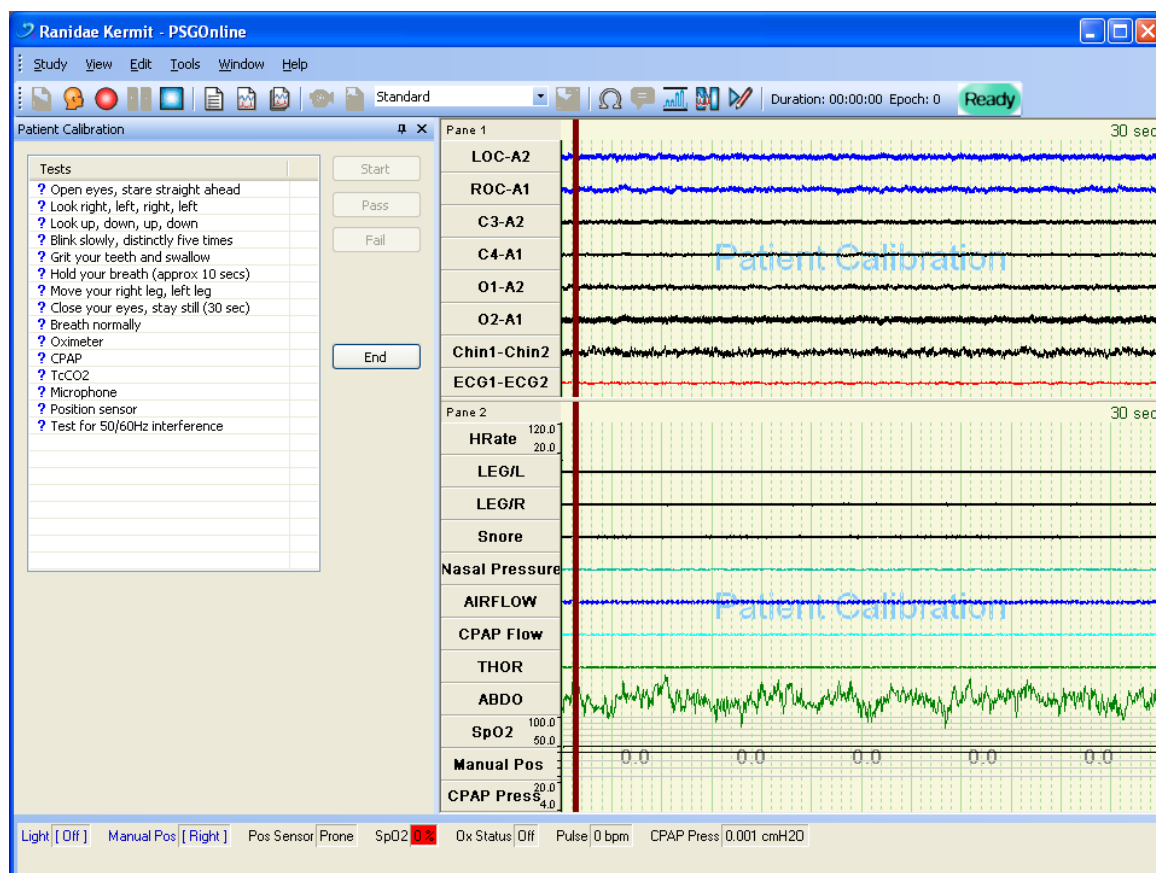 Ranidae Kermit - PSGOnline
Study View Edit Tools Window Help
Standard
Duration: 00:00:00 Epoch: 0 Ready
Patient Calibration
Tests
? Open eyes, stare straight ahead
? Look right, left, right, left
? Look up, down, up, down
? Blink slowly, distinctly five times
? Grit your teeth and swallow
? Hold your breath (approx 10 secs)
? Move your right leg, left leg
? Close your eyes, stay still (30 sec)
? Breath normally
? Oximeter
? CPAP
? TcCO2
? Microphone
? Position sensor
? Test for 50/60Hz interference
Start
Pass
Fail
End
Pane 1 30 sec
LOC-A2
ROC-A1
C3-A2
C4-A1
O1-A2
O2-A1
Chin1-Chin2
ECG1-ECG2
Patient Calibration
Pane 2 30 sec
HRate 120.0
20.0
LEG/L
LEG/R
Snore
Nasal Pressure
AIRFLOW
CPAP Flow
THOR
ABDO
SpO2 100.0
50.0
Manual Pos
CPAP Press 20.0
4.0
Patient Calibration
0.0 0.0 0.0 0.0 0.0
Light [ Off ] Manual Pos [ Right ] Pos Sensor Prone SpO2 0 % Ox Status Off Pulse 0 bpm CPAP Press 0.001 cmH2O